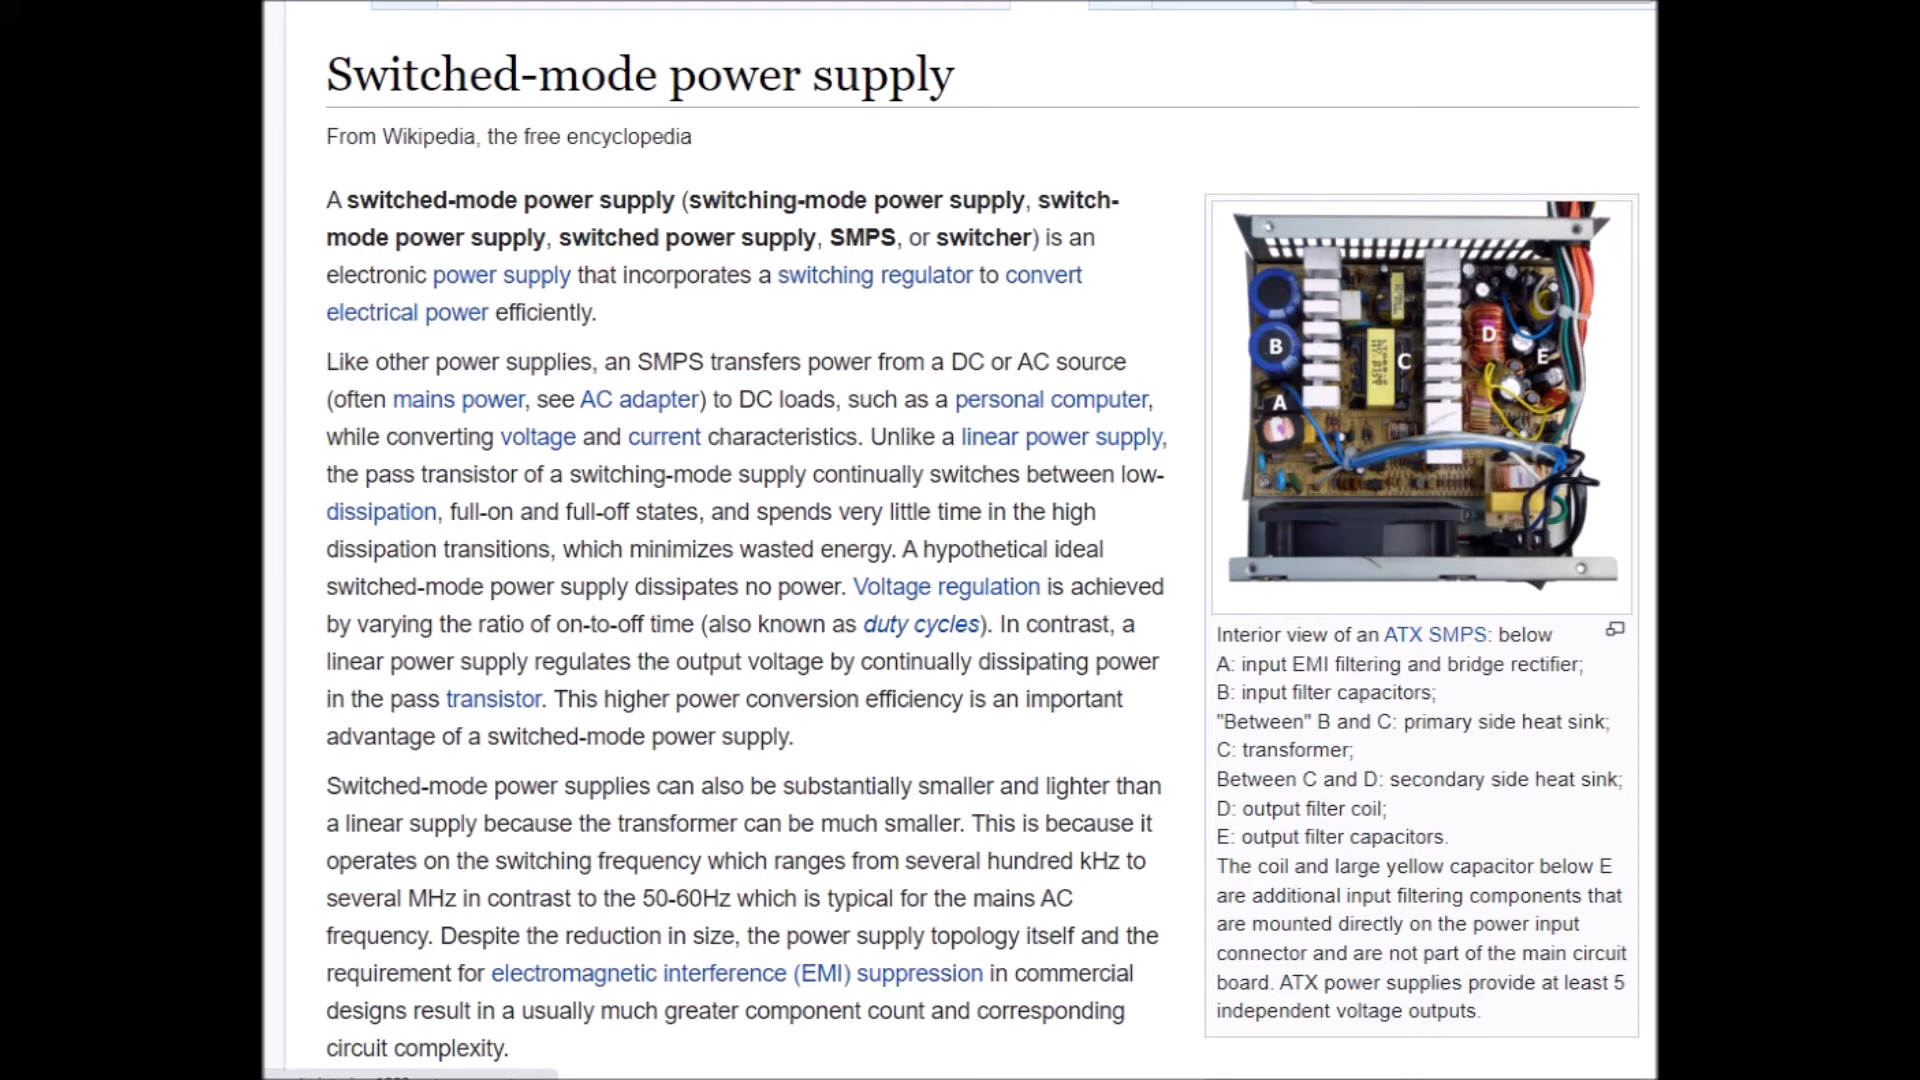 Switched-mode power supply
From Wikipedia, the free encyclopedia
A switched-mode power supply (switching-mode power supply, switch-
mode power supply, switched power supply, SMPS, or switcher) is an
electronic power supply that incorporates a switching regulator to convert
electrical power efficiently.
Like other power supplies, an SMPS transfers power from a DC or AC source
(often mains power, see AC adapter) to DC loads, such as a personal computer,
while converting voltage and current characteristics. Unlike a linear power supply,
the pass transistor of a switching-mode supply continually switches between low-
dissipation, full-on and full-off states, and spends very little time in the high
dissipation transitions, which minimizes wasted energy. A hypothetical ideal
switched-mode power supply dissipates no power. Voltage regulation is achieved
by varying the ratio of on-to-off time (also known as duty cycles). In contrast, a
linear power supply regulates the output voltage by continually dissipating power
in the pass transistor. This higher power conversion efficiency is an important
advantage of a switched-mode power supply.
Switched-mode power supplies can also be substantially smaller and lighter than
a linear supply because the transformer can be much smaller. This is because it
operates on the switching frequency which ranges from several hundred kHz to
several MHz in contrast to the 50-60Hz which is typical for the mains AC
frequency. Despite the reduction in size, the power supply topology itself and the
requirement for electromagnetic interference (EMI) suppression in commercial
designs result in a usually much greater component count and corresponding
circuit complexity.
B
A
C
D
E
Interior view of an ATX SMPS: below
A: input EMI filtering and bridge rectifier;
B: input filter capacitors;
"Between" B and C: primary side heat sink;
C: transformer;
Between C and D: secondary side heat sink;
D: output filter coil;
E: output filter capacitors.
The coil and large yellow capacitor below E
are additional input filtering components that
are mounted directly on the power input
connector and are not part of the main circuit
board. ATX power supplies provide at least 5
independent voltage outputs.